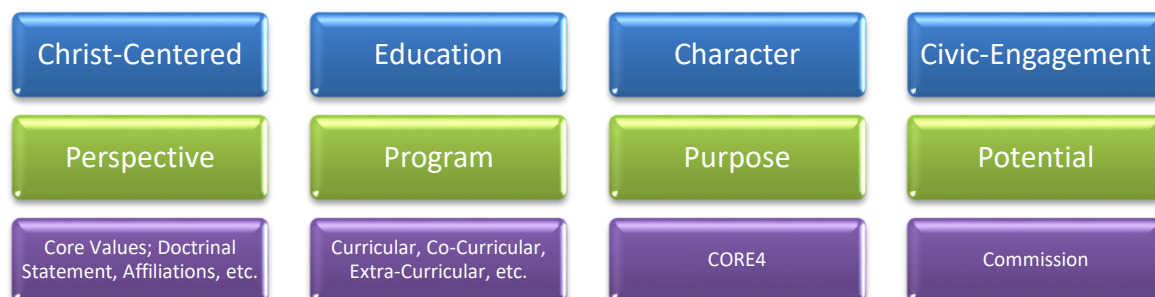 Christ-Centered
Education
Character
Civic-Engagement
Perspective
Program
Purpose
Potential
Core Values; Doctrinal
Statement, Affiliations, etc.
Curricular, Co-Curricular,
Extra-Curricular, etc.
CORE4
Commission